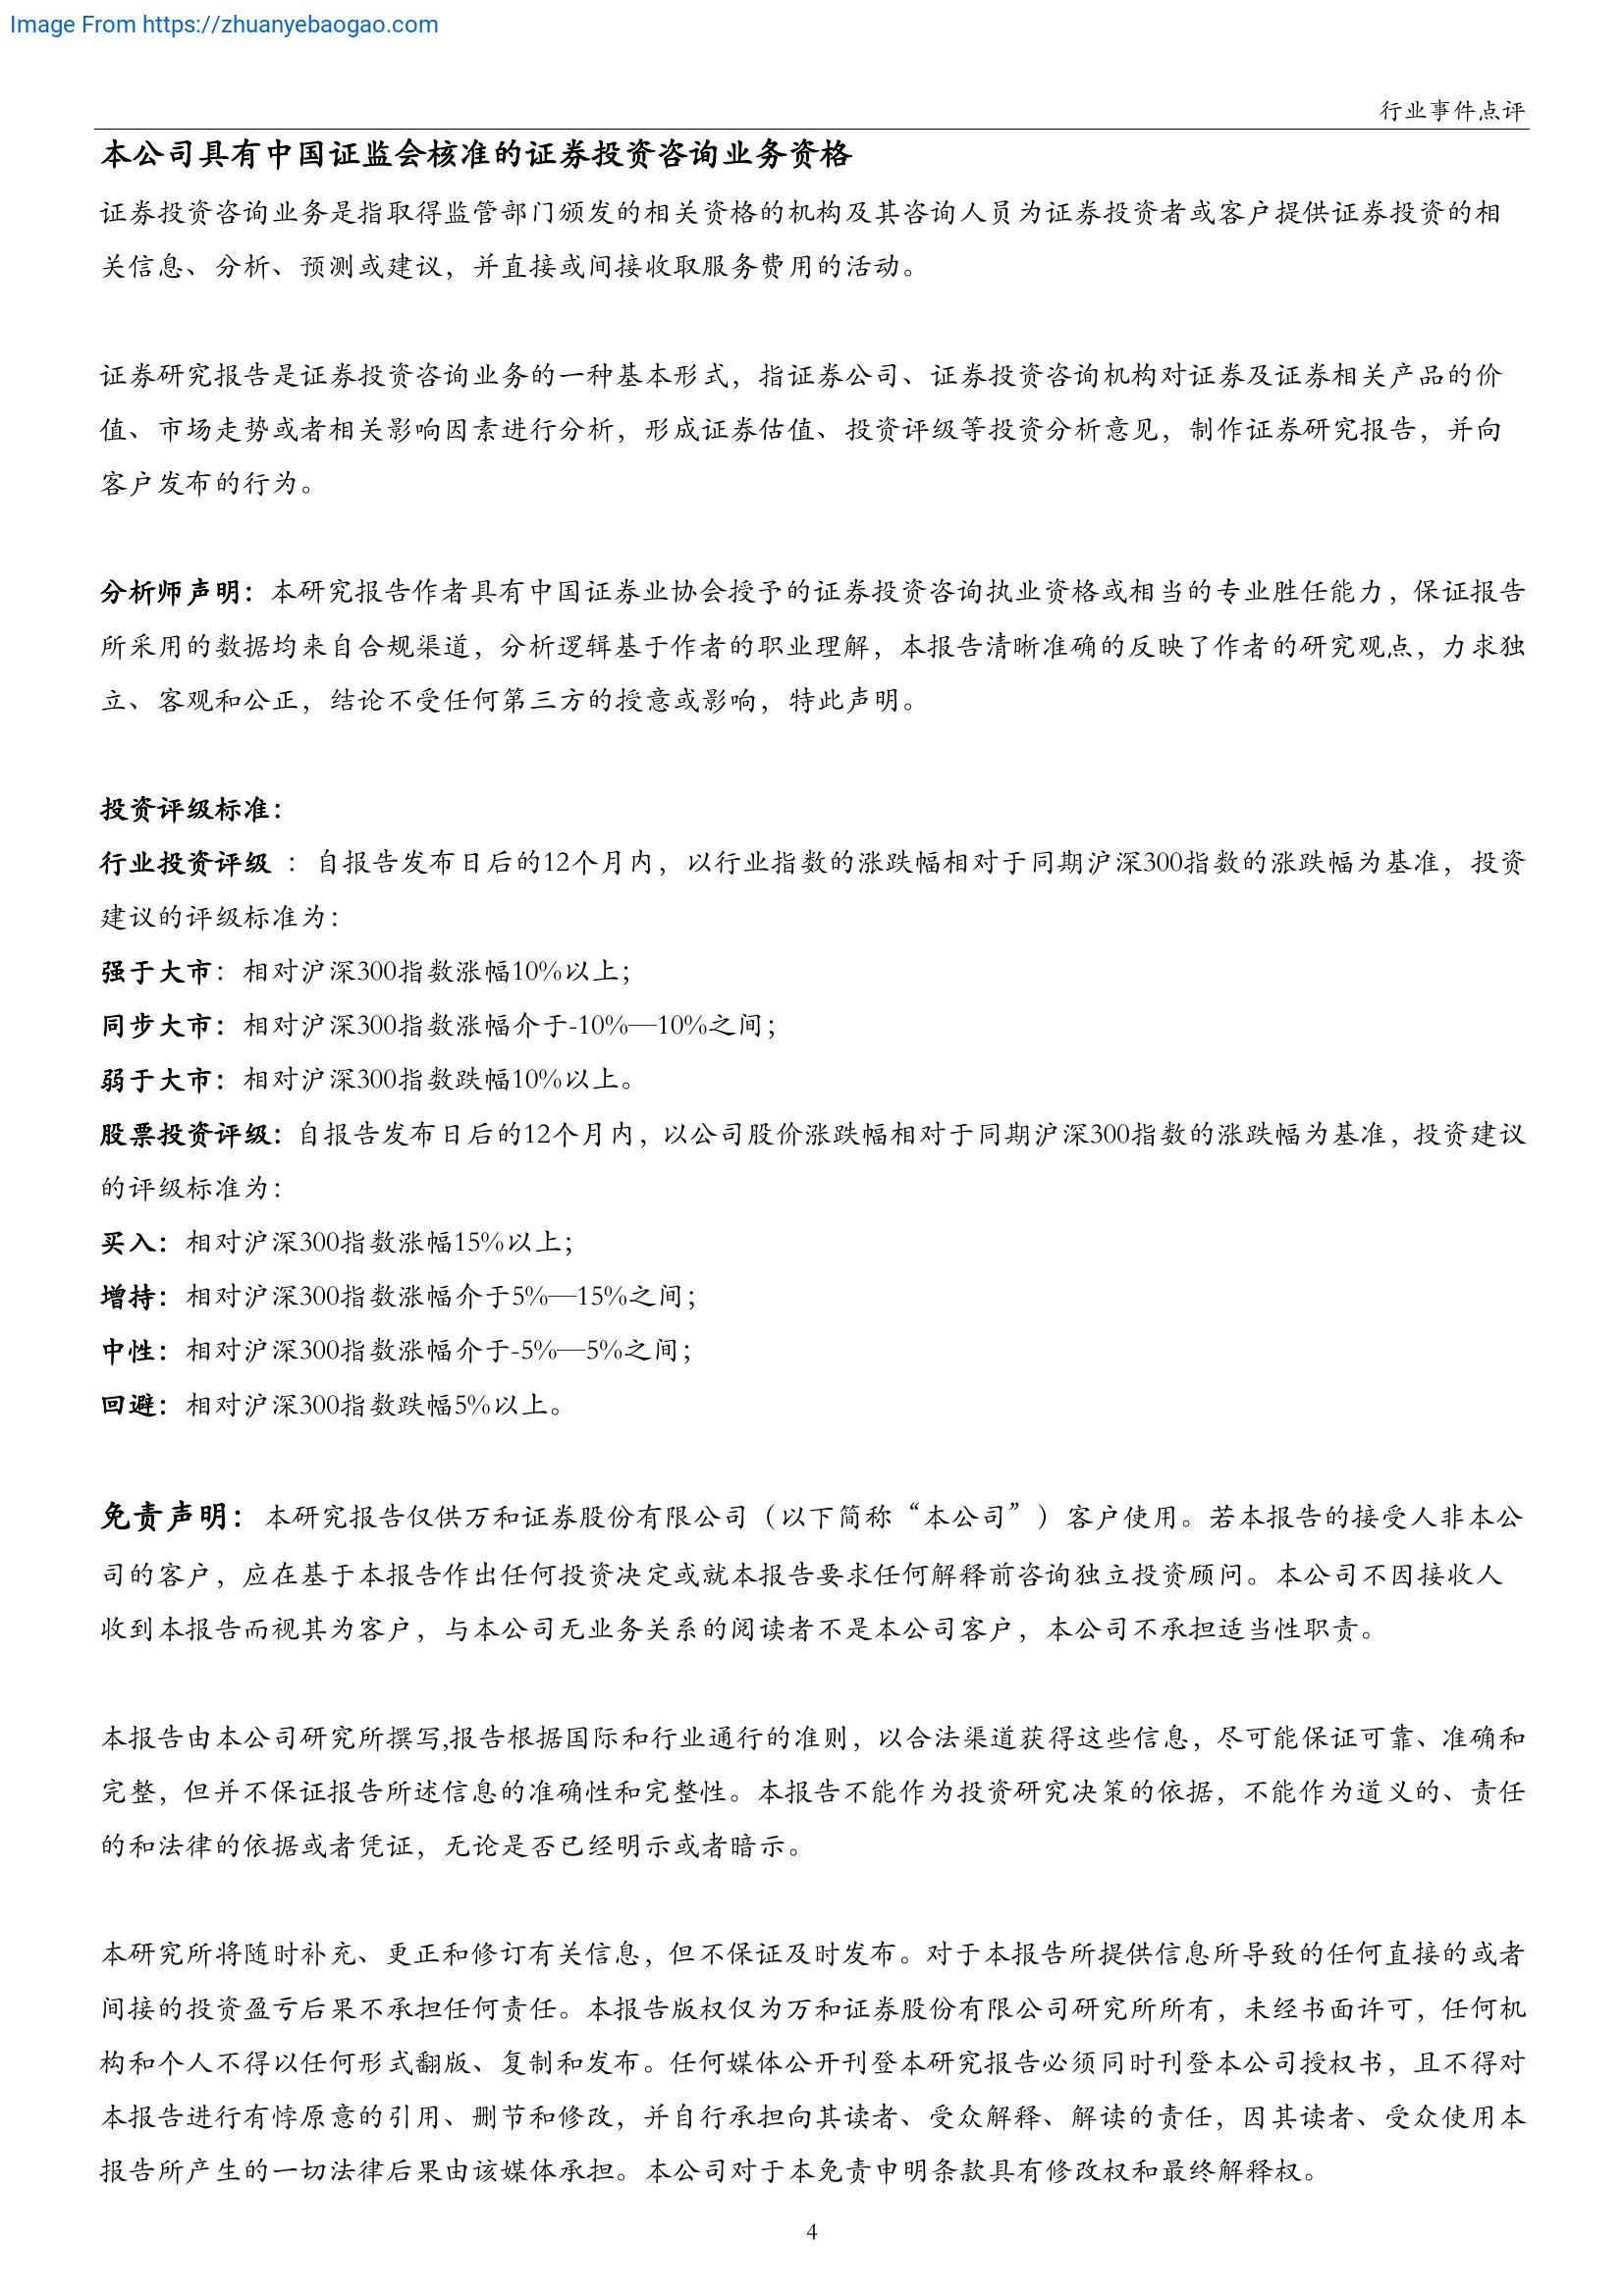 Image From https://zhuanyebaogao.com
行业事件点评
本公司具有中国证监会核准的证券投资咨询业务资格
证券投资咨询业务是指取得监管部门颁发的相关资格的机构及其咨询人员为证券投资者或客户提供证券投资的相
关信息、分析、预测或建议，并直接或间接收取服务费用的活动。
证券研究报告是证券投资咨询业务的一种基本形式，指证券公司、证券投资咨询机构对证券及证券相关产品的价
值、市场走势或者相关影响因素进行分析，形成证券估值、投资评级等投资分析意见，制作证券研究报告，并向
客户发布的行为。
分析师声明：本研究报告作者具有中国证券业协会授予的证券投资咨询执业资格或相当的专业胜任能力，保证报告
所采用的数据均来自合规渠道，分析逻辑基于作者的职业理解，本报告清晰准确的反映了作者的研究观点，力求独
立、客观和公正，结论不受任何第三方的授意或影响，特此声明。
投资评级标准：
行业投资评级 ：自报告发布日后的12个月内，以行业指数的涨跌幅相对于同期沪深300指数的涨跌幅为基准，投资
建议的评级标准为：
强于大市：相对沪深300指数涨幅10%以上；
同步大市：相对沪深300指数涨幅介于-10%—10%之间；
弱于大市：相对沪深300指数跌幅10%以上。
股票投资评级：自报告发布日后的12个月内，以公司股价涨跌幅相对于同期沪深300指数的涨跌幅为基准，投资建议
的评级标准为：
买入：相对沪深300指数涨幅15%以上；
增持：相对沪深300指数涨幅介于5%—15%之间；
中性：相对沪深300指数涨幅介于-5%—5%之间；
回避：相对沪深300指数跌幅5%以上。
免责声明：本研究报告仅供万和证券股份有限公司（以下简称“本公司”）客户使用。若本报告的接受人非本公
司的客户，应在基于本报告作出任何投资决定或就本报告要求任何解释前咨询独立投资顾问。本公司不因接收人
收到本报告而视其为客户，与本公司无业务关系的阅读者不是本公司客户，本公司不承担适当性职责。
本报告由本公司研究所撰写,报告根据国际和行业通行的准则，以合法渠道获得这些信息，尽可能保证可靠、准确和
完整，但并不保证报告所述信息的准确性和完整性。本报告不能作为投资研究决策的依据，不能作为道义的、责任
的和法律的依据或者凭证，无论是否已经明示或者暗示。
本研究所将随时补充、更正和修订有关信息，但不保证及时发布。对于本报告所提供信息所导致的任何直接的或者
间接的投资盈亏后果不承担任何责任。本报告版权仅为万和证券股份有限公司研究所所有，未经书面许可，任何机
构和个人不得以任何形式翻版、复制和发布。任何媒体公开刊登本研究报告必须同时刊登本公司授权书，且不得对
本报告进行有悖原意的引用、删节和修改，并自行承担向其读者、受众解释、解读的责任，因其读者、受众使用本
报告所产生的一切法律后果由该媒体承担。本公司对于本免责申明条款具有修改权和最终解释权。
4